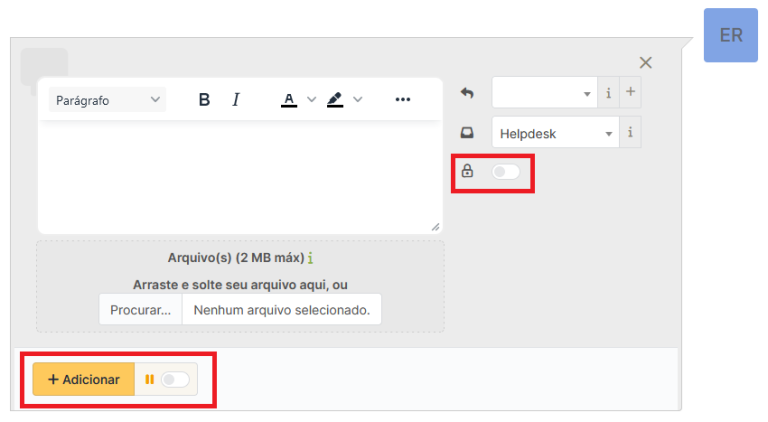 ER
Parágrafo
B I A
Helpdesk
Arquivo(s) (2 MB máx) i
Arraste e solte seu arquivo aqui, ou
Procurar... Nenhum arquivo selecionado.
+ Adicionar